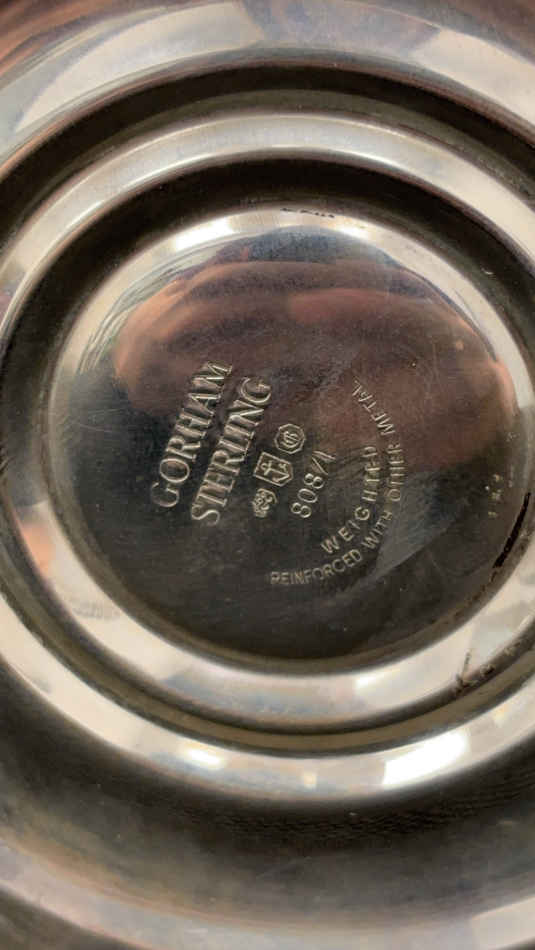 GORHAM
STERLING
808/1
WEIGHTED
REINFORCED WITH OTHER METAL